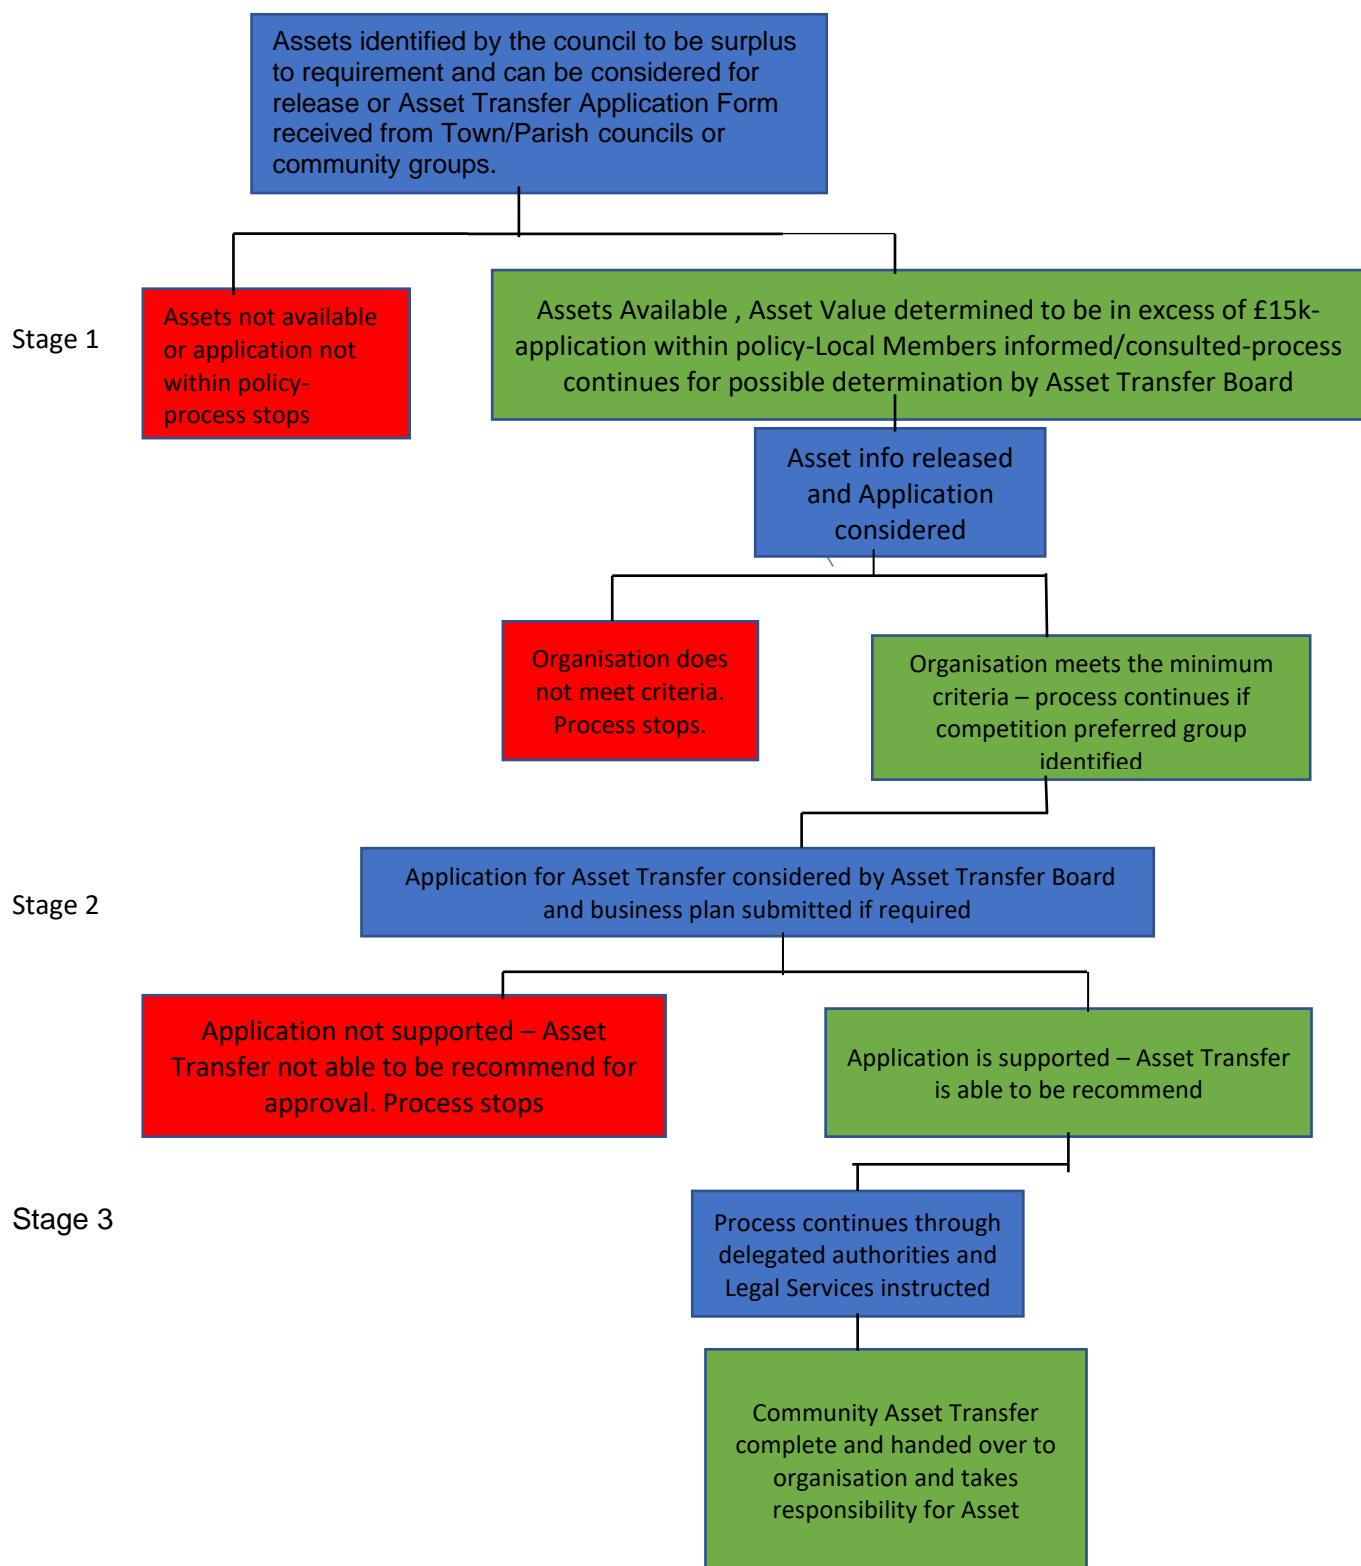 Assets identified by the council to be surplus
to requirement and can be considered for
release or Asset Transfer Application Form
received from Town/Parish councils or
community groups.
Stage 1
Assets not available
or application not
within policy-
process stops
Assets Available , Asset Value determined to be in excess of £15k-
application within policy-Local Members informed/consulted-process
continues for possible determination by Asset Transfer Board
Asset info released
and Application
considered
Organisation does
not meet criteria.
Process stops.
Organisation meets the minimum
criteria – process continues if
competition preferred group
identified
Stage 2
Application for Asset Transfer considered by Asset Transfer Board
and business plan submitted if required
Application not supported – Asset
Transfer not able to be recommend for
approval. Process stops
Application is supported – Asset Transfer
is able to be recommend
Stage 3
Process continues through
delegated authorities and
Legal Services instructed
Community Asset Transfer
complete and handed over to
organisation and takes
responsibility for Asset